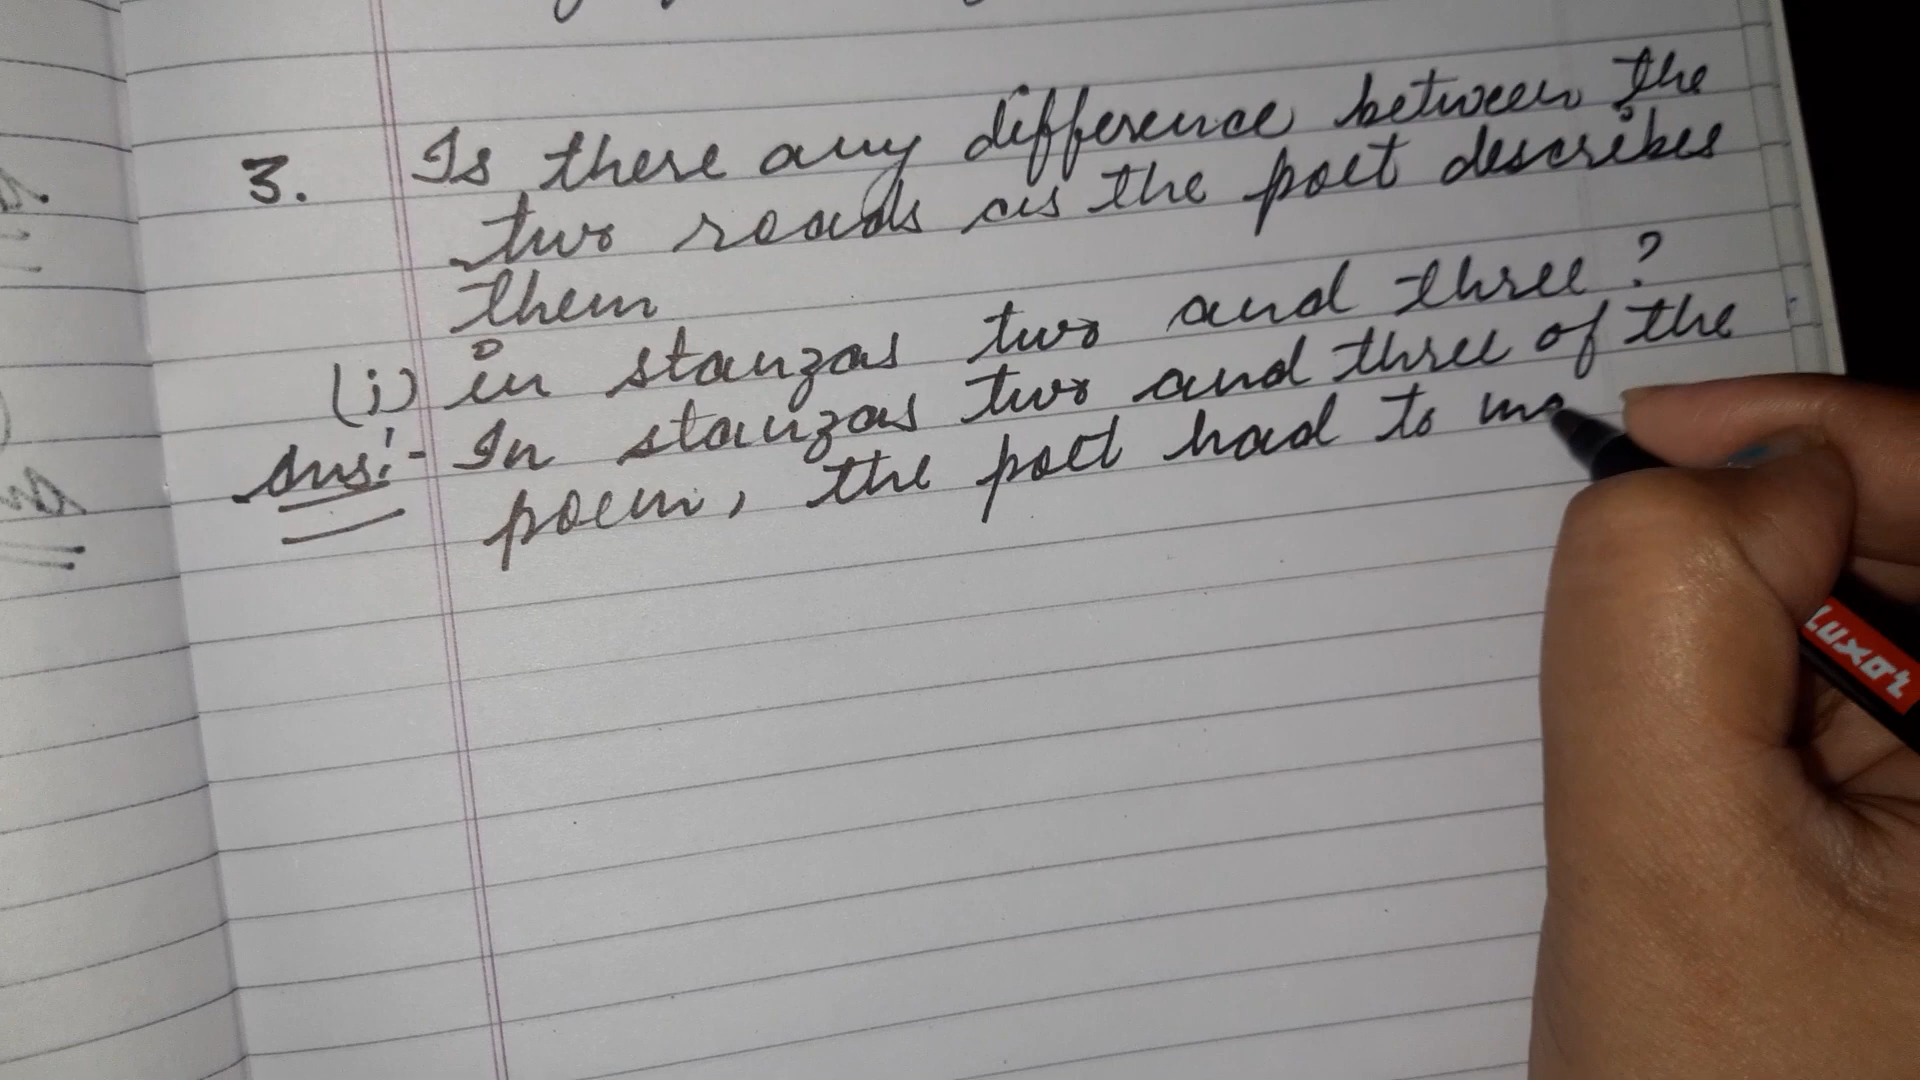 3. Is there any difference between the
two roads as the poet describes
them
(i) in stanzas two and three ?
Ans:- In stanzas two and three of the
poem, the poet had to
Luxor